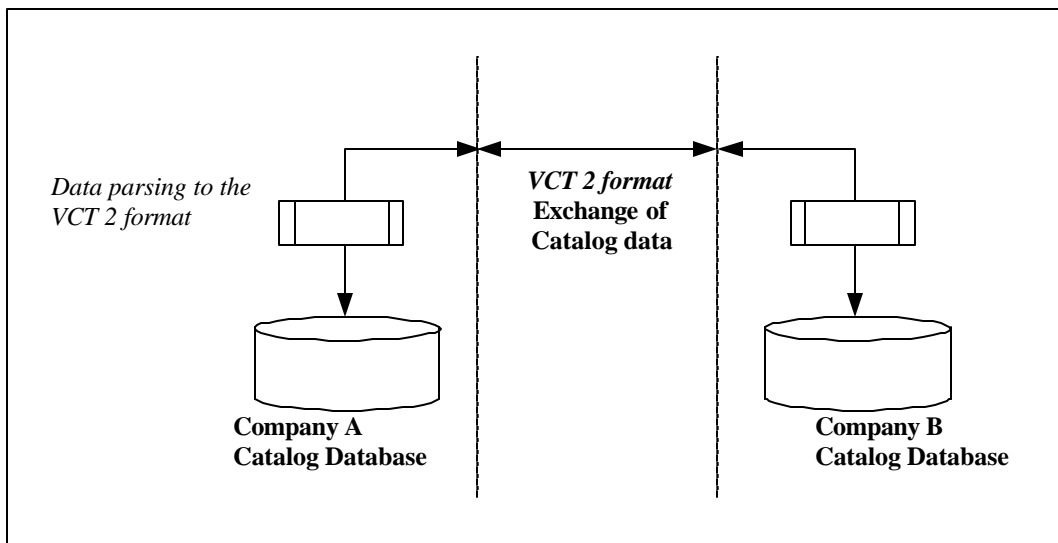 Data parsing to the
VCT 2 format
VCT 2 format
Exchange of
Catalog data
Company A
Catalog Database
Company B
Catalog Database